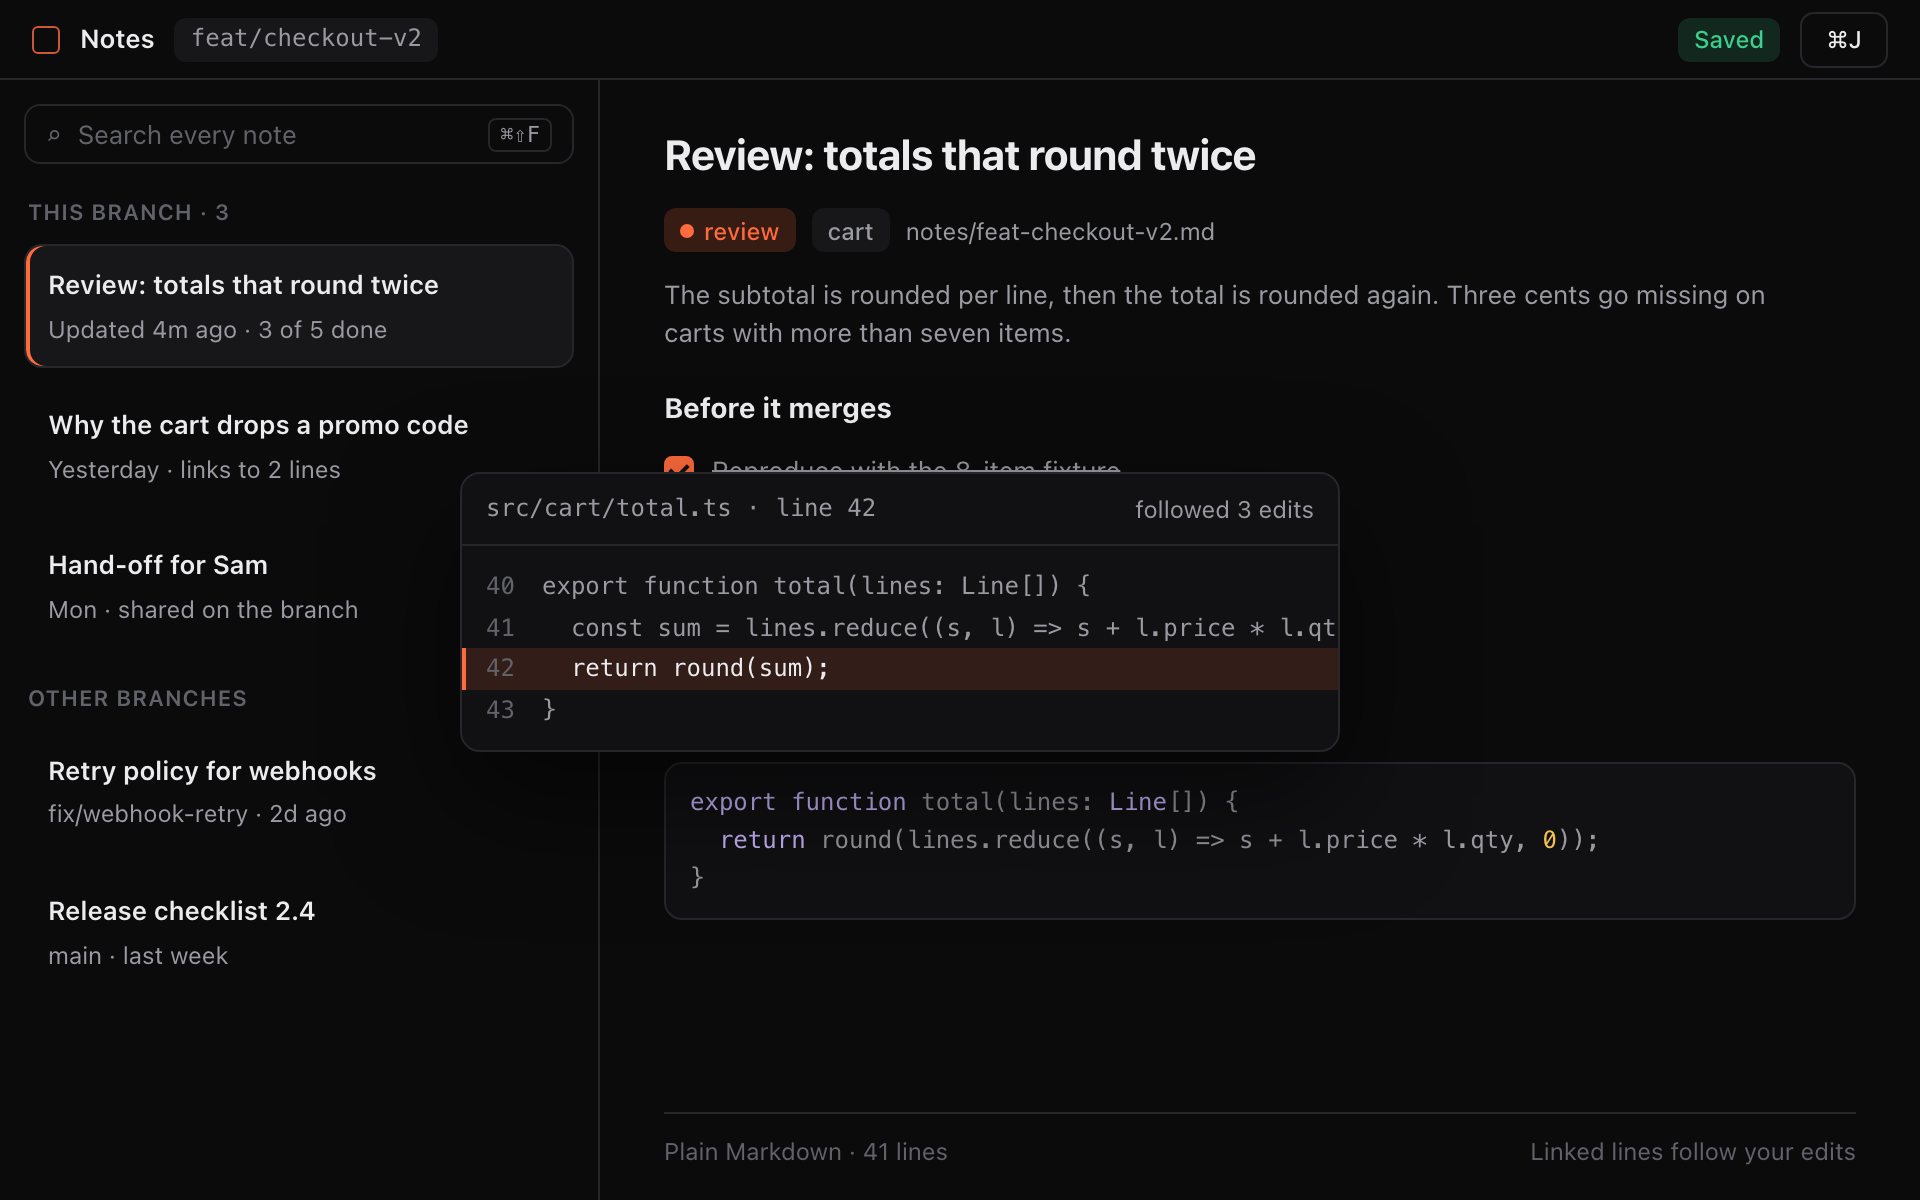 Notes
feat/checkout-v2
Saved
⌘J
Search every note
⌘⇧F
THIS BRANCH · 3
Review: totals that round twice
Updated 4m ago · 3 of 5 done
Why the cart drops a promo code
Yesterday · links to 2 lines
Hand-off for Sam
Mon · shared on the branch
OTHER BRANCHES
Retry policy for webhooks
fix/webhook-retry · 2d ago
Release checklist 2.4
main · last week
Review: totals that round twice
review
cart
notes/feat-checkout-v2.md
The subtotal is rounded per line, then the total is rounded again. Three cents go missing on
carts with more than seven items.
Before it merges
Reproduce with the 8-item fixture
src/cart/total.ts · line 42
followed 3 edits
40 export function total(lines: Line[]) {
41 const sum = lines.reduce((s, l) => s + l.price * l.qt
42 return round(sum);
43 }
export function total(lines: Line[]) {
return round(lines.reduce((s, l) => s + l.price * l.qty, 0));
}
Plain Markdown · 41 lines
Linked lines follow your edits